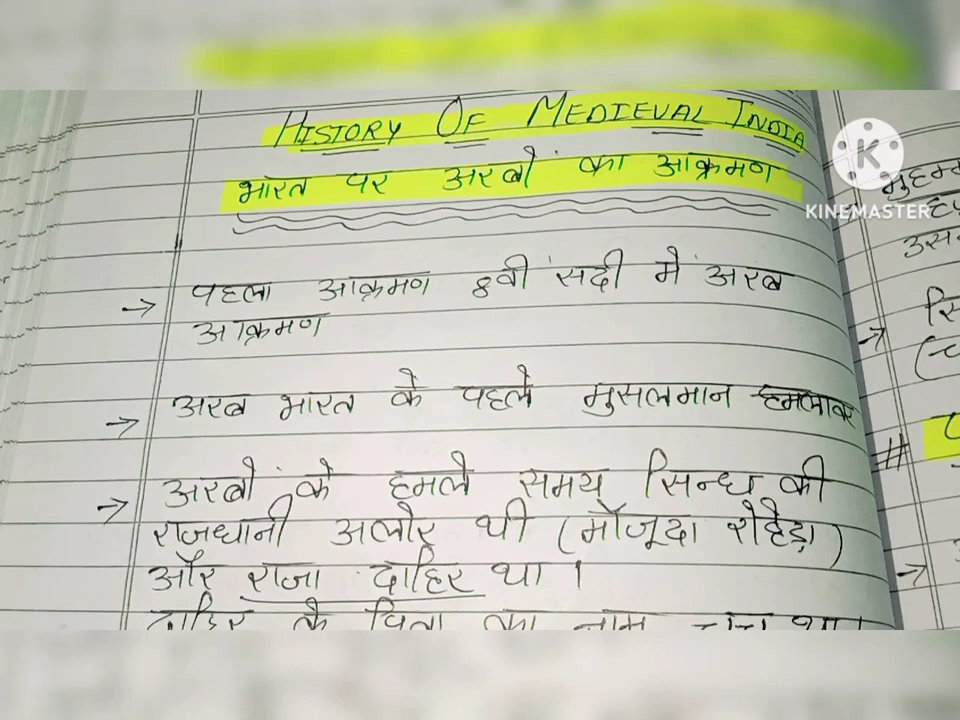 HISTORY OF MEDIEVAL INDIA
भारत पर अरबों का आक्रमण
→ पहला आक्रमण 8वीं सदी में अरब
आक्रमण
→ अरब भारत के पहले मुसलमान हमलावर
→ अरबों के हमले समय सिन्ध की
राजधानी अलोर थी (मौजूदा रोहेड़ा)
और राजा दाहिर था ।
दाहिर के पिता का नाम चच था।
KINEMASTER
#